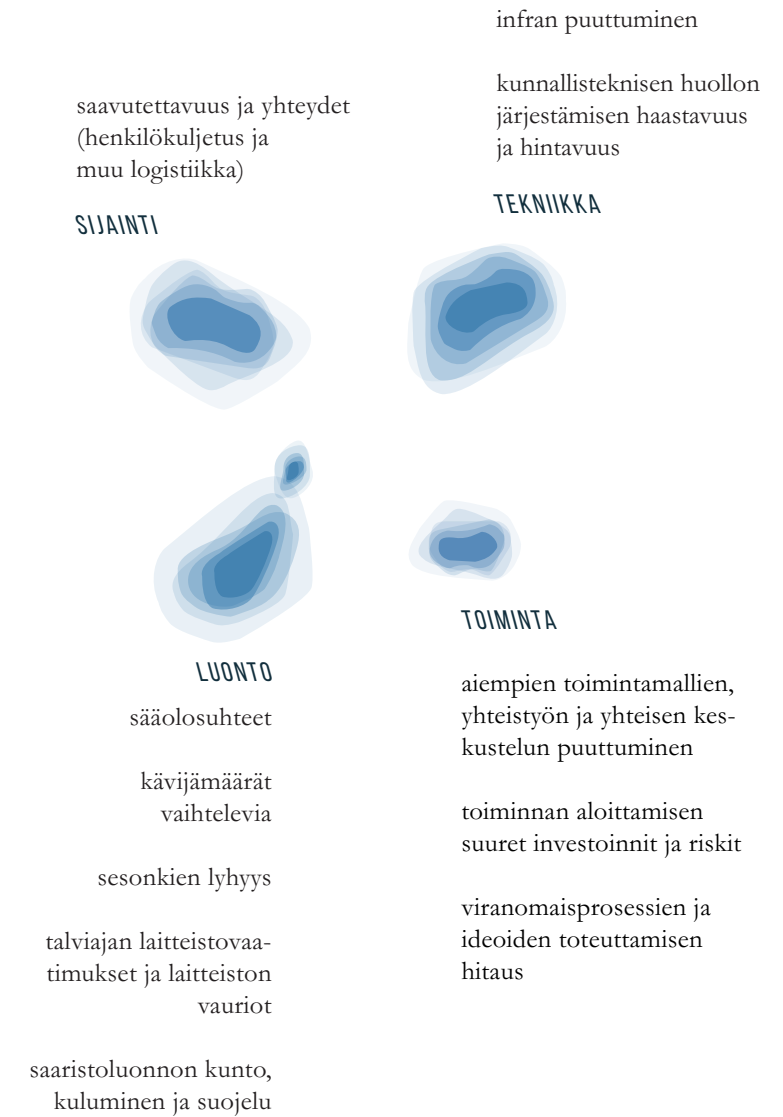 infran puuttuminen
kunnallisteknisen huollon
järjestämisen haastavuus
ja hintavuus
TEKNIIKKA
saavutettavuus ja yhteydet
(henkilökuljetus ja
muu logistiikka)
SIJAINTI
LUONTO
sääolosuhteet
kävijämäärät
vaihtelevia
sesonkien lyhyys
talviajan laitteistovaa-
timukset ja laitteiston
vauriot
saaristoluonnon kunto,
kuluminen ja suojelu
TOIMINTA
aiempien toimintamallien,
yhteistyön ja yhteisen kes-
kustelun puuttuminen
toiminnan aloittamisen
suuret investoinnit ja riskit
viranomaisprosessien ja
ideoiden toteuttamisen
hitaus